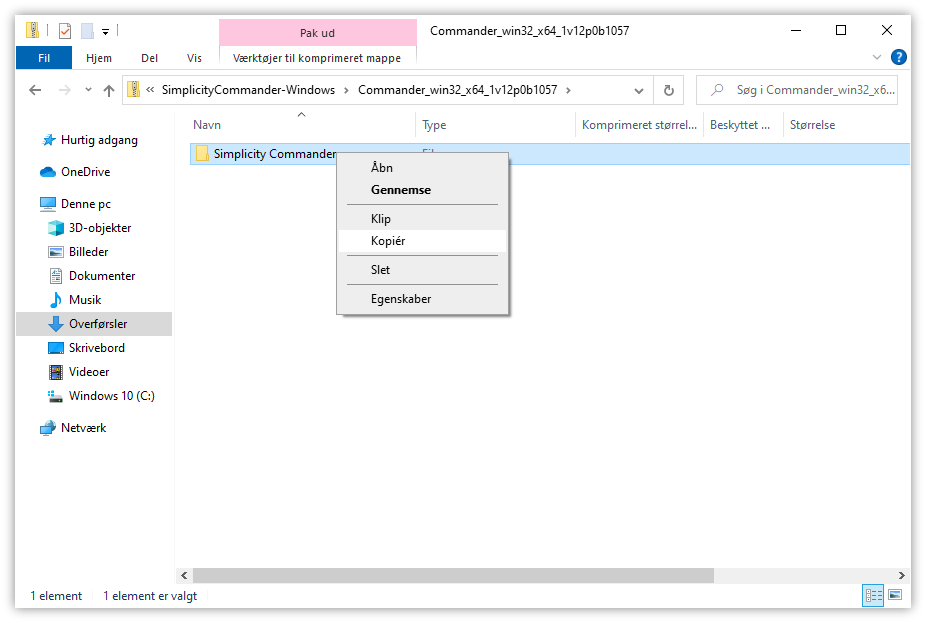 Pak ud
Commander_win32_x64_1v12p0b1057
Fil
Hjem
Del
Vis
Værktøjer til komprimeret mappe
« SimplicityCommander-Windows > Commander_win32_x64_1v12p0b1057 >
Søg i Commander_win32_x6...
Navn
Type
Komprimeret størrel...
Beskyttet ...
Størrelse
Simplicity Commander
Åbn
Gennemse
Klip
Kopiér
Slet
Egenskaber
Hurtig adgang
OneDrive
Denne pc
3D-objekter
Billeder
Dokumenter
Musik
Overførsler
Skrivebord
Videoer
Windows 10 (C:)
Netværk
1 element
1 element er valgt